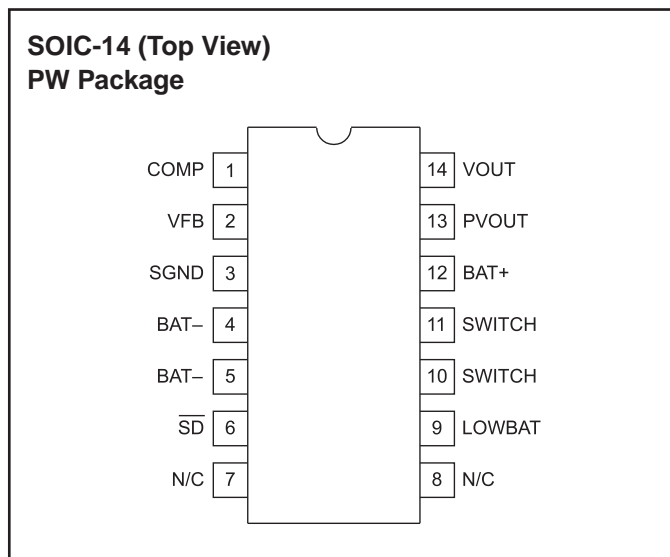 SOIC-14 (Top View)
PW Package
COMP 1 14 VOUT
VFB 2 13 PVOUT
SGND 3 12 BAT+
BAT– 4 11 SWITCH
BAT– 5 10 SWITCH
S̅D̅ 6 9 LOWBAT
N/C 7 8 N/C